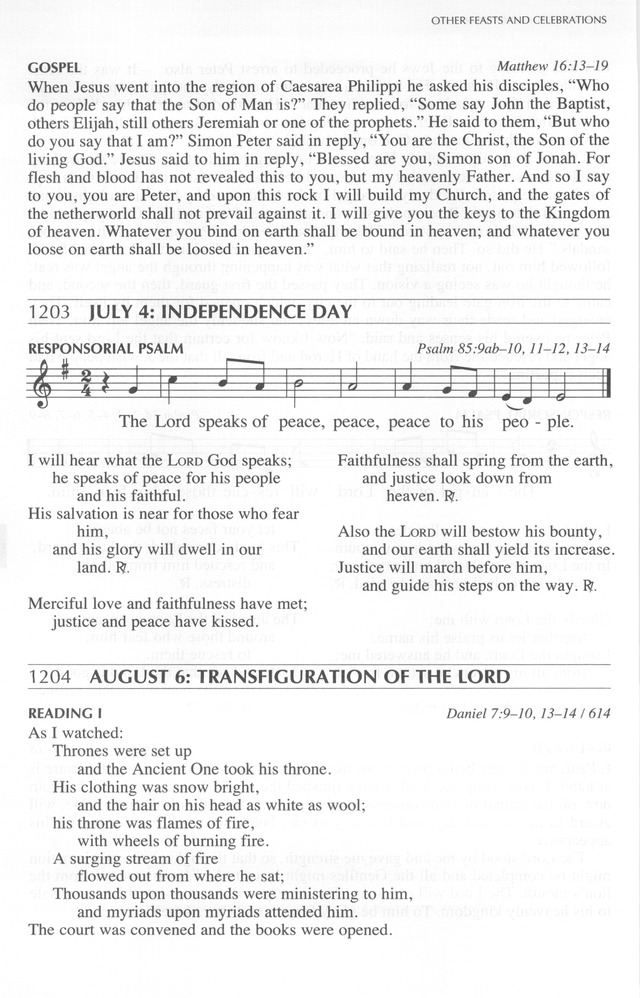 OTHER FEASTS AND CELEBRATIONS
GOSPEL Matthew 16:13–19
When Jesus went into the region of Caesarea Philippi he asked his disciples, “Who
do people say that the Son of Man is?” They replied, “Some say John the Baptist,
others Elijah, still others Jeremiah or one of the prophets.” He said to them, “But who
do you say that I am?” Simon Peter said in reply, “You are the Christ, the Son of the
living God.” Jesus said to him in reply, “Blessed are you, Simon son of Jonah. For
flesh and blood has not revealed this to you, but my heavenly Father. And so I say
to you, you are Peter, and upon this rock I will build my Church, and the gates of
the netherworld shall not prevail against it. I will give you the keys to the Kingdom
of heaven. Whatever you bind on earth shall be bound in heaven; and whatever you
loose on earth shall be loosed in heaven.”
1203 JULY 4: INDEPENDENCE DAY
RESPONSORIAL PSALM Psalm 85:9ab–10, 11–12, 13–14
2
4
The Lord speaks of peace, peace, peace to his peo - ple.
I will hear what the LORD God speaks;
he speaks of peace for his people
and his faithful.
His salvation is near for those who fear
him,
and his glory will dwell in our
land. ℟.
Merciful love and faithfulness have met;
justice and peace have kissed.
Faithfulness shall spring from the earth,
and justice look down from
heaven. ℟.
Also the LORD will bestow his bounty,
and our earth shall yield its increase.
Justice will march before him,
and guide his steps on the way. ℟.
1204 AUGUST 6: TRANSFIGURATION OF THE LORD
READING I Daniel 7:9–10, 13–14 / 614
As I watched:
Thrones were set up
and the Ancient One took his throne.
His clothing was snow bright,
and the hair on his head as white as wool;
his throne was flames of fire,
with wheels of burning fire.
A surging stream of fire
flowed out from where he sat;
Thousands upon thousands were ministering to him,
and myriads upon myriads attended him.
The court was convened and the books were opened.